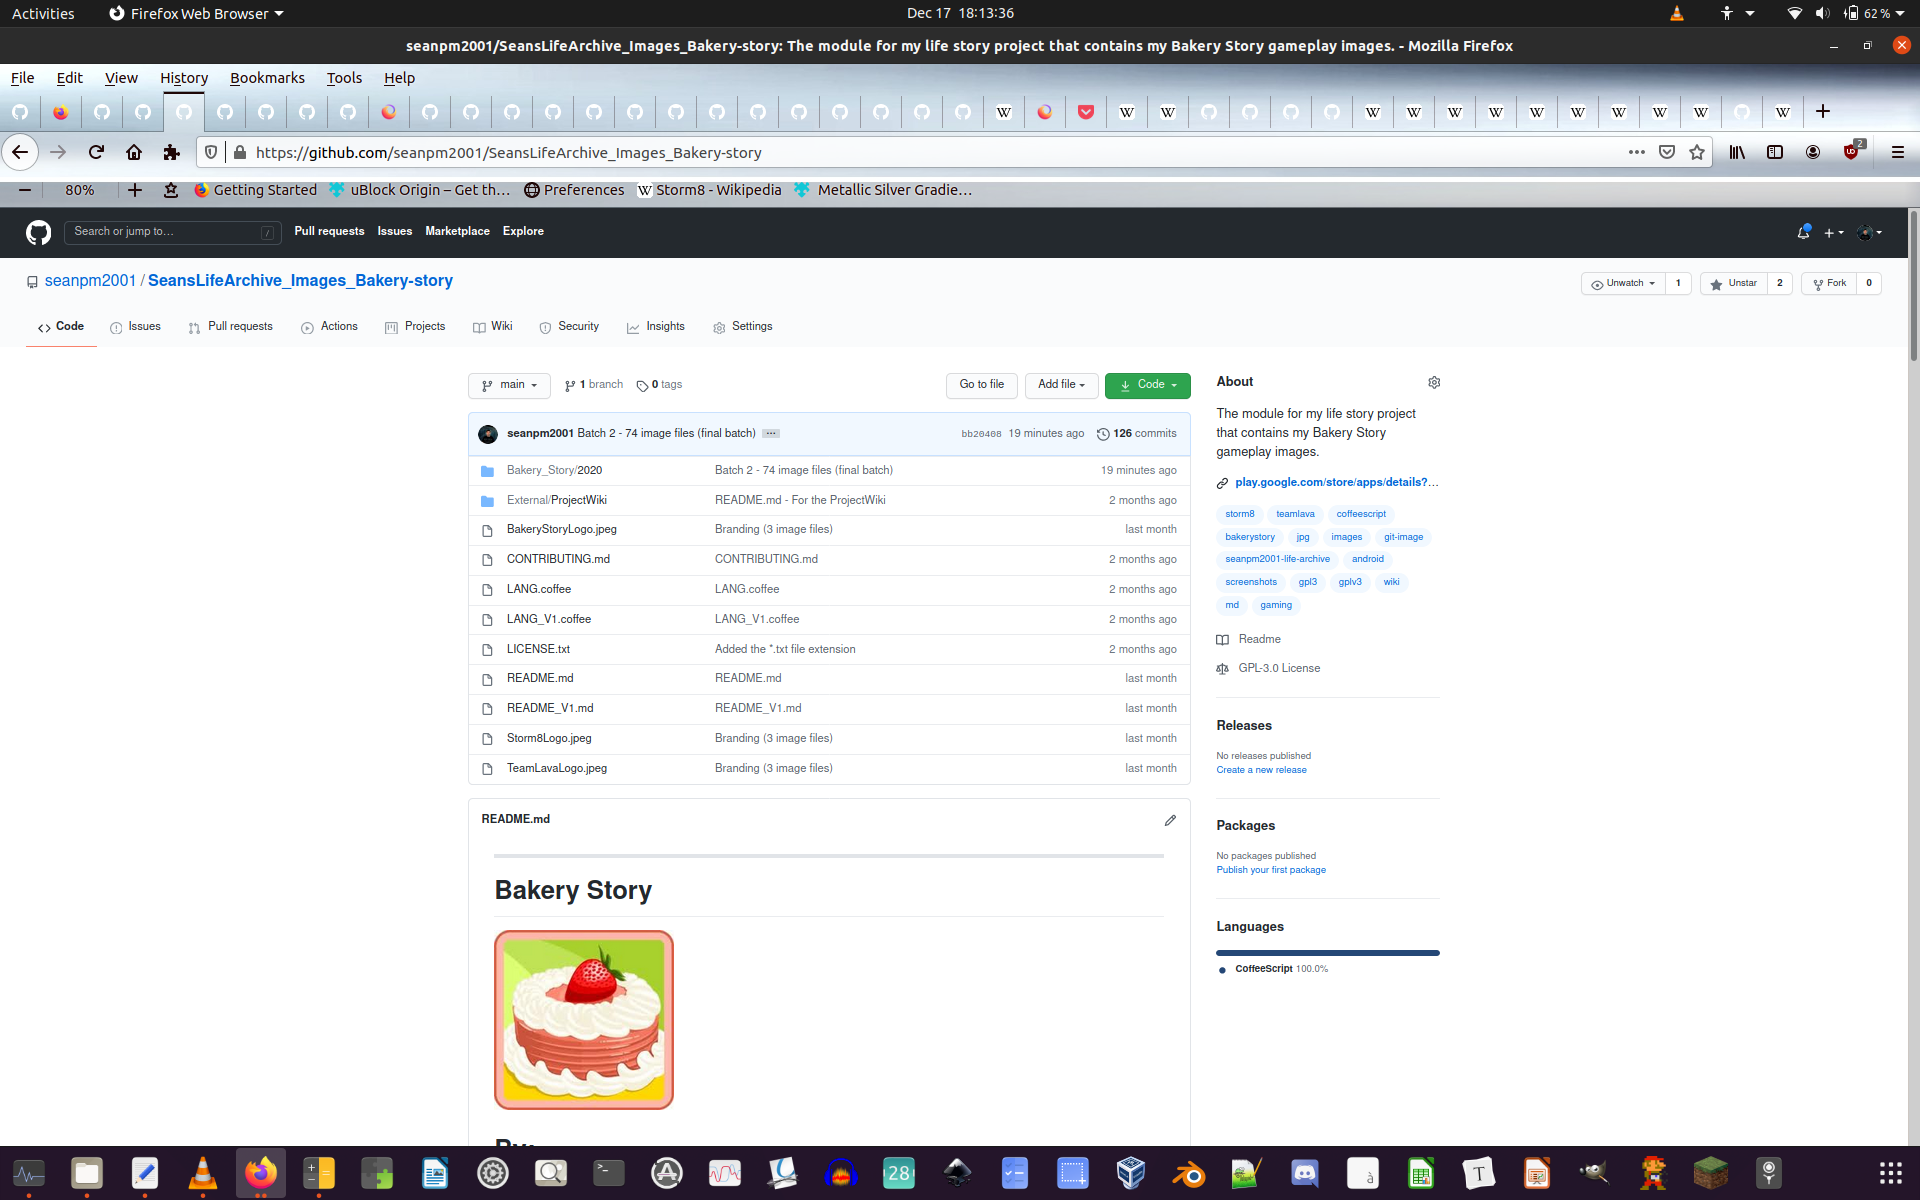 Activities Firefox Web Browser Dec 17 18:13:36 62 %
seanpm2001/SeansLifeArchive_Images_Bakery-story: The module for my life story project that contains my Bakery Story gameplay images. - Mozilla Firefox
File Edit View History Bookmarks Tools Help
https://github.com/seanpm2001/SeansLifeArchive_Images_Bakery-story 2
80% Getting Started uBlock Origin – Get th… Preferences Storm8 - Wikipedia Metallic Silver Gradie…
Search or jump to… / Pull requests Issues Marketplace Explore
seanpm2001 / SeansLifeArchive_Images_Bakery-story Unwatch 1 Unstar 2 Fork 0
Code Issues Pull requests Actions Projects Wiki Security Insights Settings
main 1 branch 0 tags Go to file Add file Code
seanpm2001 Batch 2 - 74 image files (final batch) ... bb20408 19 minutes ago 126 commits
Bakery_Story/2020 Batch 2 - 74 image files (final batch) 19 minutes ago
External/ProjectWiki README.md - For the ProjectWiki 2 months ago
BakeryStoryLogo.jpeg Branding (3 image files) last month
CONTRIBUTING.md CONTRIBUTING.md 2 months ago
LANG.coffee LANG.coffee 2 months ago
LANG_V1.coffee LANG_V1.coffee 2 months ago
LICENSE.txt Added the *.txt file extension 2 months ago
README.md README.md last month
README_V1.md README_V1.md last month
Storm8Logo.jpeg Branding (3 image files) last month
TeamLavaLogo.jpeg Branding (3 image files) last month
README.md
Bakery Story
About
The module for my life story project
that contains my Bakery Story
gameplay images.
play.google.com/store/apps/details?…
storm8 teamlava coffeescript
bakerystory jpg images git-image
seanpm2001-life-archive android
screenshots gpl3 gplv3 wiki
md gaming
Readme
GPL-3.0 License
Releases
No releases published
Create a new release
Packages
No packages published
Publish your first package
Languages
CoffeeScript 100.0%
28